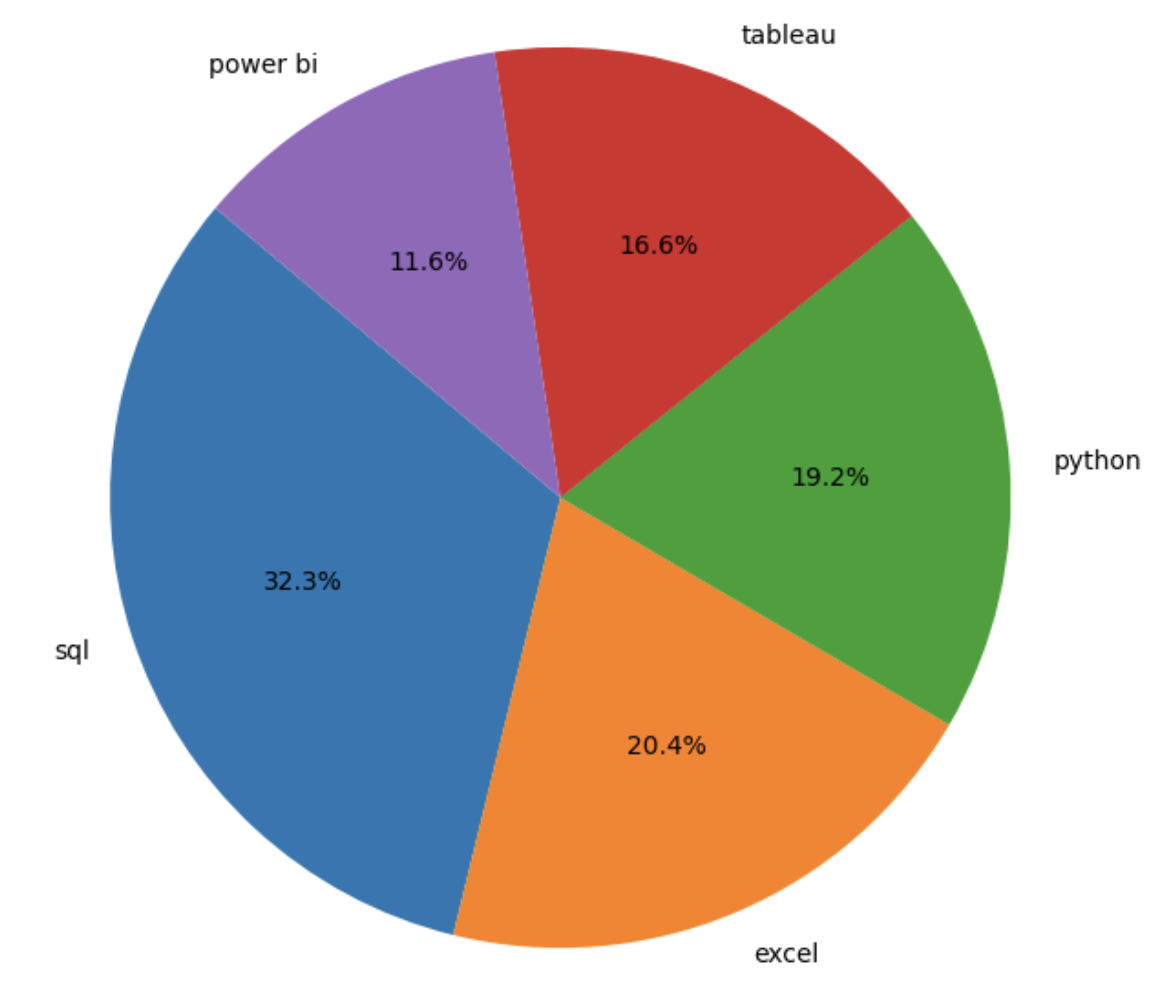 tableau
power bi
16.6%
11.6%
python
19.2%
32.3%
sql
20.4%
excel